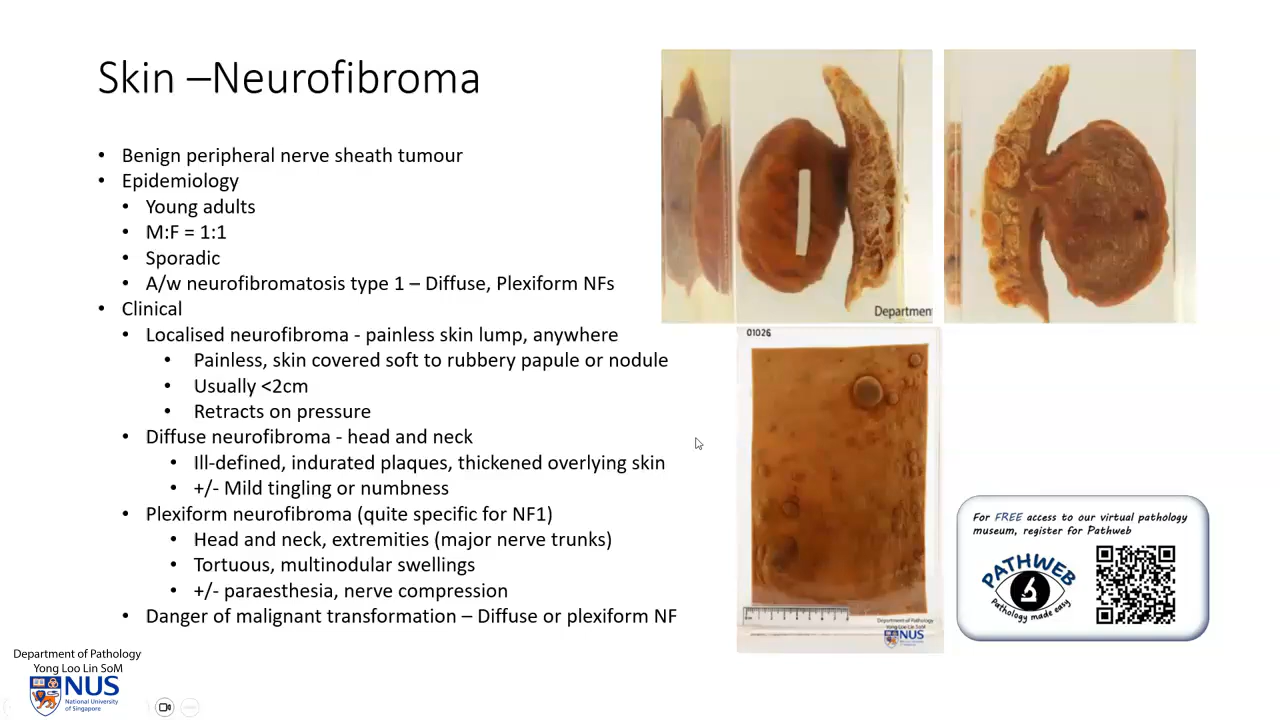 Skin –Neurofibroma
• Benign peripheral nerve sheath tumour
• Epidemiology
• Young adults
• M:F = 1:1
• Sporadic
• A/w neurofibromatosis type 1 – Diffuse, Plexiform NFs
• Clinical
• Localised neurofibroma - painless skin lump, anywhere
• Painless, skin covered soft to rubbery papule or nodule
• Usually <2cm
• Retracts on pressure
• Diffuse neurofibroma - head and neck
• Ill-defined, indurated plaques, thickened overlying skin
• +/- Mild tingling or numbness
• Plexiform neurofibroma (quite specific for NF1)
• Head and neck, extremities (major nerve trunks)
• Tortuous, multinodular swellings
• +/- paraesthesia, nerve compression
• Danger of malignant transformation – Diffuse or plexiform NF
Departmen
01026
Department of Pathology
Yong Loo Lin SoM
NUS
For FREE access to our virtual pathology
museum, register for Pathweb
PATHWEB
Pathology made easy
Department of Pathology
Yong Loo Lin SoM
NUS
National University
of Singapore